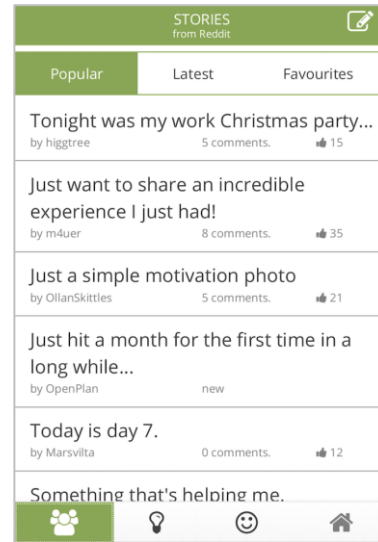 STORIES
from Reddit
Popular Latest Favourites
Tonight was my work Christmas party...
by higgtree 5 comments. 15
Just want to share an incredible
experience I just had!
by m4uer 8 comments. 35
Just a simple motivation photo
by OllanSkittles 5 comments. 21
Just hit a month for the first time in a
long while...
by OpenPlan new
Today is day 7.
by Marsvilta 0 comments. 12
Something that's helping me.